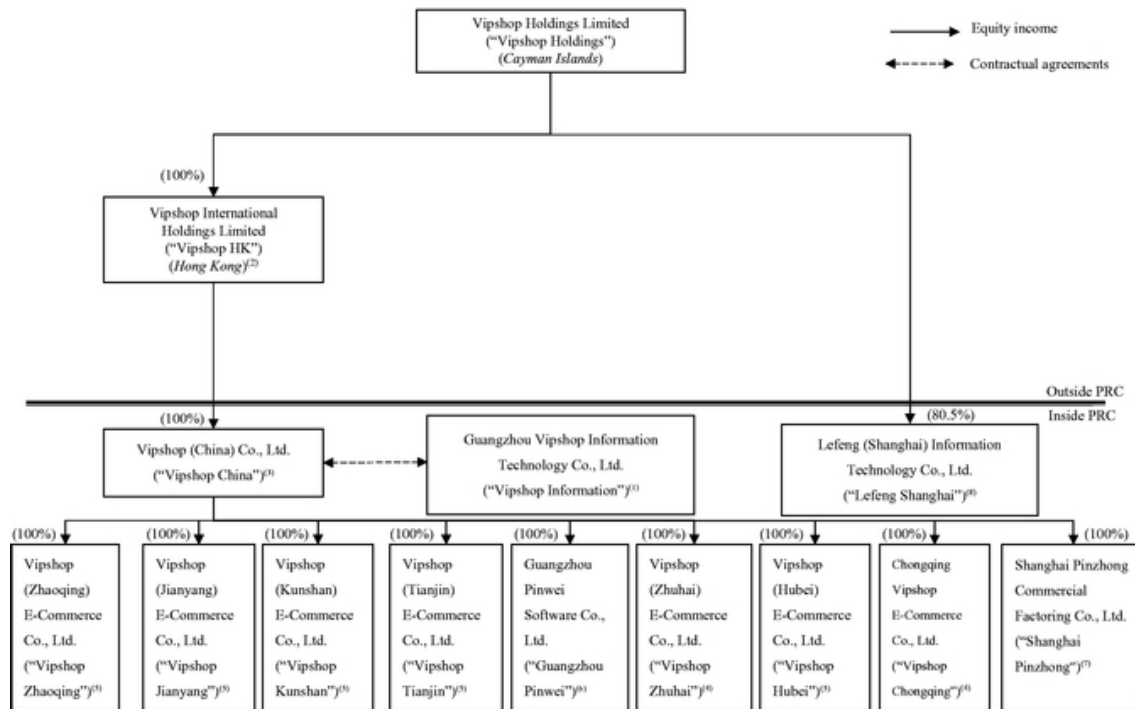 Vipshop Holdings Limited
(“Vipshop Holdings”)
(Cayman Islands)
Equity income
Contractual agreements
(100%)
Vipshop International
Holdings Limited
(“Vipshop HK”)
(Hong Kong)(2)
Outside PRC
Inside PRC
(100%)
(80.5%)
Vipshop (China) Co., Ltd.
(“Vipshop China”)(3)
Guangzhou Vipshop Information
Technology Co., Ltd.
(“Vipshop Information”)(1)
Lefeng (Shanghai) Information
Technology Co., Ltd.
(“Lefeng Shanghai”)(8)
(100%)
Vipshop
(Zhaoqing)
E-Commerce
Co., Ltd.
(“Vipshop
Zhaoqing”)(5)
(100%)
Vipshop
(Jianyang)
E-Commerce
Co., Ltd.
(“Vipshop
Jianyang”)(5)
(100%)
Vipshop
(Kunshan)
E-Commerce
Co., Ltd.
(“Vipshop
Kunshan”)(5)
(100%)
Vipshop
(Tianjin)
E-Commerce
Co., Ltd.
(“Vipshop
Tianjin”)(5)
(100%)
Guangzhou
Pinwei
Software Co.,
Ltd.
(“Guangzhou
Pinwei”)(6)
(100%)
Vipshop
(Zhuhai)
E-Commerce
Co., Ltd.
(“Vipshop
Zhuhai”)(4)
(100%)
Vipshop
(Hubei)
E-Commerce
Co., Ltd.
(“Vipshop
Hubei”)(5)
(100%)
Chongqing
Vipshop
E-Commerce
Co., Ltd.
(“Vipshop
Chongqing”)(4)
(100%)
Shanghai Pinzhong
Commercial
Factoring Co., Ltd.
(“Shanghai
Pinzhong”)(7)